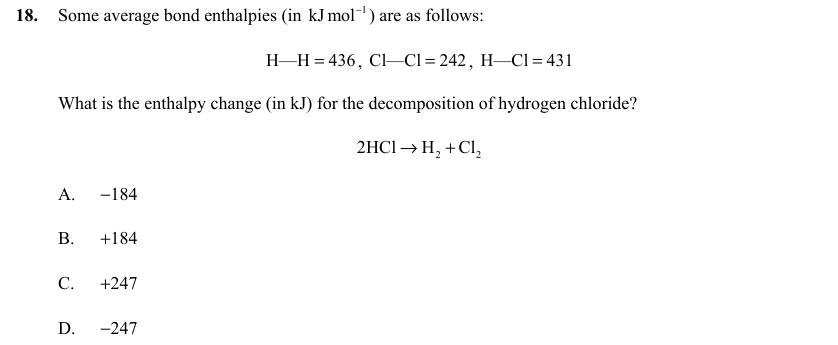 18. Some average bond enthalpies (in kJ mol⁻¹) are as follows:
H—H = 436, Cl—Cl = 242, H—Cl = 431
What is the enthalpy change (in kJ) for the decomposition of hydrogen chloride?
2HCl → H₂ + Cl₂
A. −184
B. +184
C. +247
D. −247